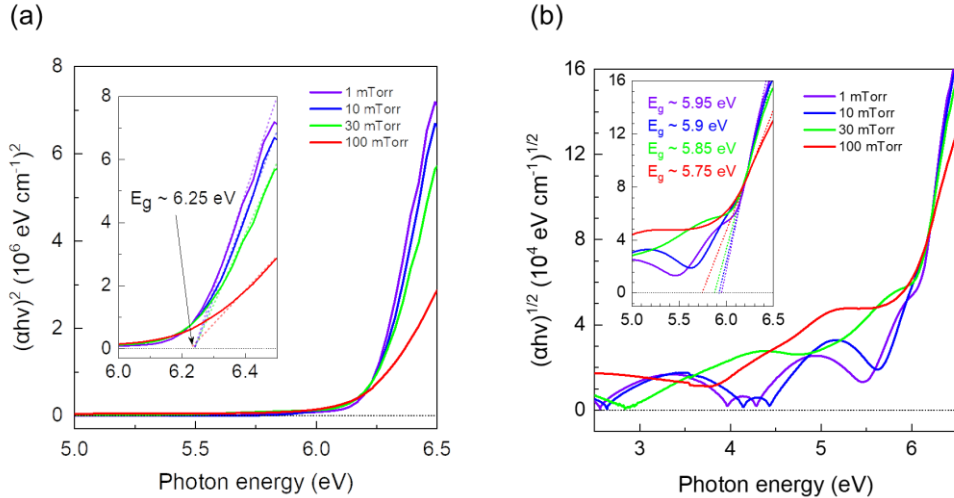 (a)
8
6
4
2
0
(αhν)² (10⁶ eV cm⁻¹)²
5.0 5.5 6.0 6.5
Photon energy (eV)
1 mTorr
10 mTorr
30 mTorr
100 mTorr
8
6
4
2
0
6.0 6.2 6.4
E_g ~ 6.25 eV
(b)
16
12
8
4
0
(αhν)^{1/2} (10⁴ eV cm⁻¹)^{1/2}
3 4 5 6
Photon energy (eV)
1 mTorr
10 mTorr
30 mTorr
100 mTorr
16
12
8
4
0
5.0 5.5 6.0 6.5
E_g ~ 5.95 eV
E_g ~ 5.9 eV
E_g ~ 5.85 eV
E_g ~ 5.75 eV